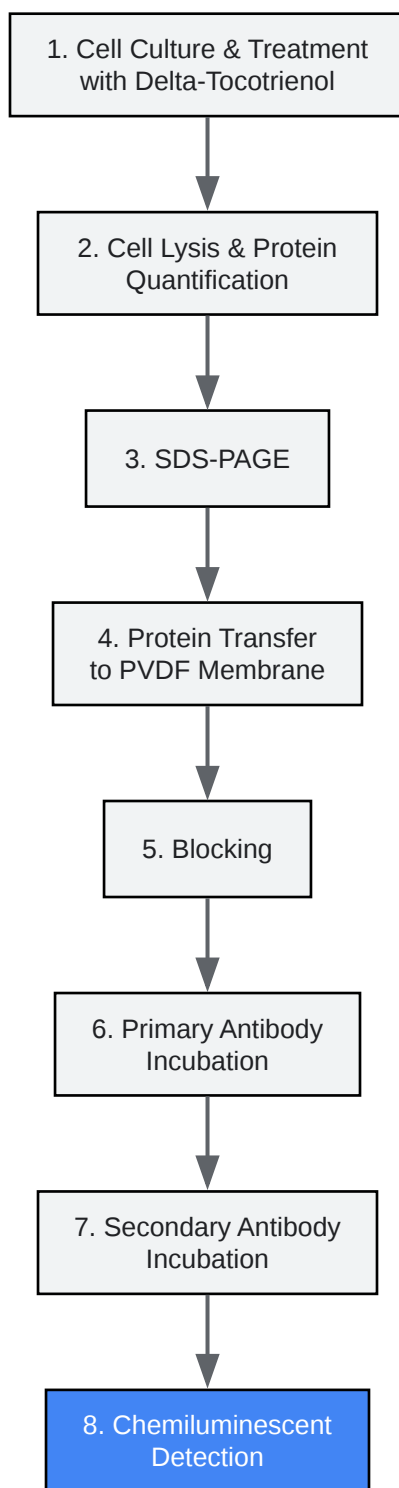 1. Cell Culture & Treatment
with Delta-Tocotrienol
2. Cell Lysis & Protein
Quantification
3. SDS-PAGE
4. Protein Transfer
to PVDF Membrane
5. Blocking
6. Primary Antibody
Incubation
7. Secondary Antibody
Incubation
8. Chemiluminescent
Detection